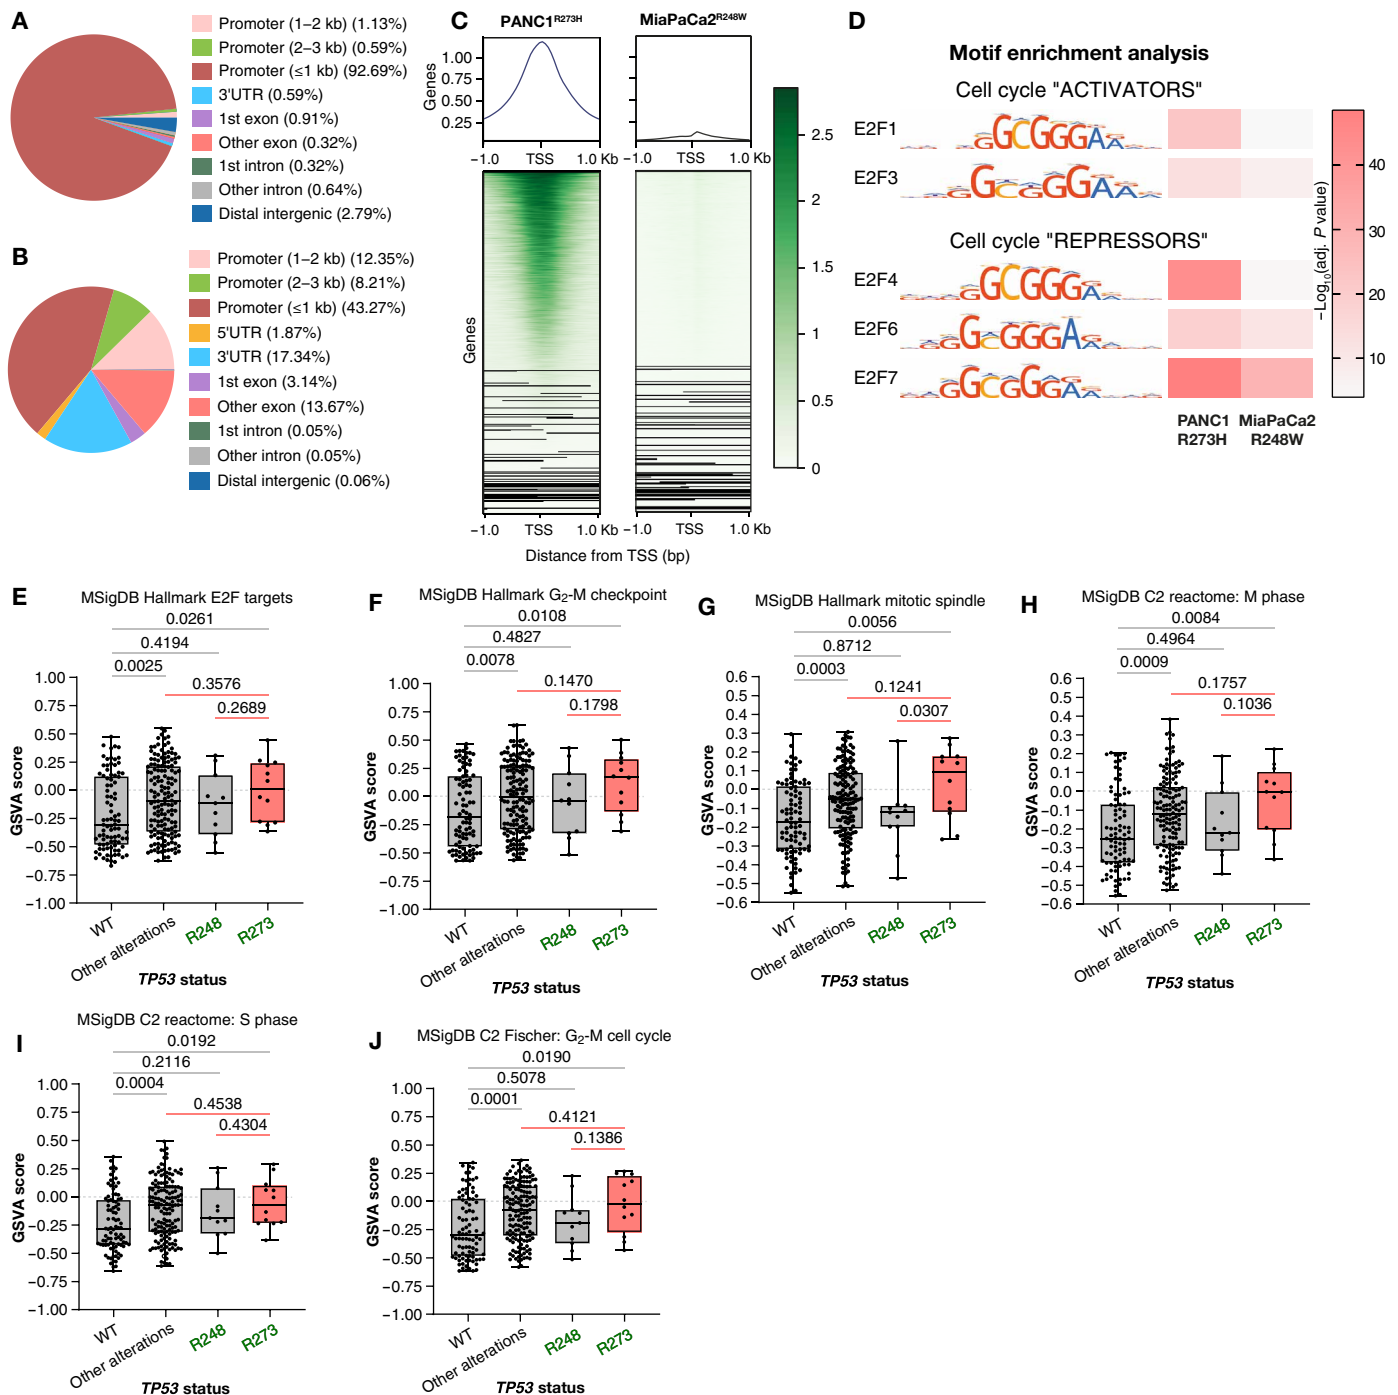 A
Promoter (1–2 kb) (1.13%)
Promoter (2–3 kb) (0.59%)
Promoter (≤1 kb) (92.69%)
3'UTR (0.59%)
1st exon (0.91%)
Other exon (0.32%)
1st intron (0.32%)
Other intron (0.64%)
Distal intergenic (2.79%)
B
Promoter (1–2 kb) (12.35%)
Promoter (2–3 kb) (8.21%)
Promoter (≤1 kb) (43.27%)
5'UTR (1.87%)
3'UTR (17.34%)
1st exon (3.14%)
Other exon (13.67%)
1st intron (0.05%)
Other intron (0.05%)
Distal intergenic (0.06%)
C
PANC1R273H
MiaPaCa2R248W
Genes
1.00
0.75
0.50
0.25
−1.0 TSS 1.0 Kb
−1.0 TSS 1.0 Kb
Genes
2.5
2
1.5
1
0.5
0
−1.0 TSS 1.0 Kb
−1.0 TSS 1.0 Kb
Distance from TSS (bp)
D
Motif enrichment analysis
Cell cycle "ACTIVATORS"
E2F1
GCGGGAA
E2F3
GCGGGAAA
Cell cycle "REPRESSORS"
E2F4
GGCGGGA
E2F6
GGCGGGAA
E2F7
GGCGGGAA
PANC1 MiaPaCa2
R273H R248W
−Log10(adj. P value)
40
30
20
10
E
MSigDB Hallmark E2F targets
0.0261
0.4194
0.0025
0.3576
0.2689
GSVA score
1.00
0.75
0.50
0.25
0.00
−0.25
−0.50
−0.75
−1.00
WT
Other alterations
R248
R273
TP53 status
F
MSigDB Hallmark G2-M checkpoint
0.0108
0.4827
0.0078
0.1470
0.1798
GSVA score
1.00
0.75
0.50
0.25
0.00
−0.25
−0.50
−0.75
−1.00
WT
Other alterations
R248
R273
TP53 status
G
MSigDB Hallmark mitotic spindle
0.0056
0.8712
0.0003
0.1241
0.0307
GSVA score
0.6
0.5
0.4
0.3
0.2
0.1
0.0
−0.1
−0.2
−0.3
−0.4
−0.5
−0.6
WT
Other alterations
R248
R273
TP53 status
H
MSigDB C2 reactome: M phase
0.0084
0.4964
0.0009
0.1757
0.1036
GSVA score
0.6
0.5
0.4
0.3
0.2
0.1
0.0
−0.1
−0.2
−0.3
−0.4
−0.5
−0.6
WT
Other alterations
R248
R273
TP53 status
I
MSigDB C2 reactome: S phase
0.0192
0.2116
0.0004
0.4538
0.4304
GSVA score
1.00
0.75
0.50
0.25
0.00
−0.25
−0.50
−0.75
−1.00
WT
Other alterations
R248
R273
TP53 status
J
MSigDB C2 Fischer: G2-M cell cycle
0.0190
0.5078
0.0001
0.4121
0.1386
GSVA score
1.00
0.75
0.50
0.25
0.00
−0.25
−0.50
−0.75
−1.00
WT
Other alterations
R248
R273
TP53 status